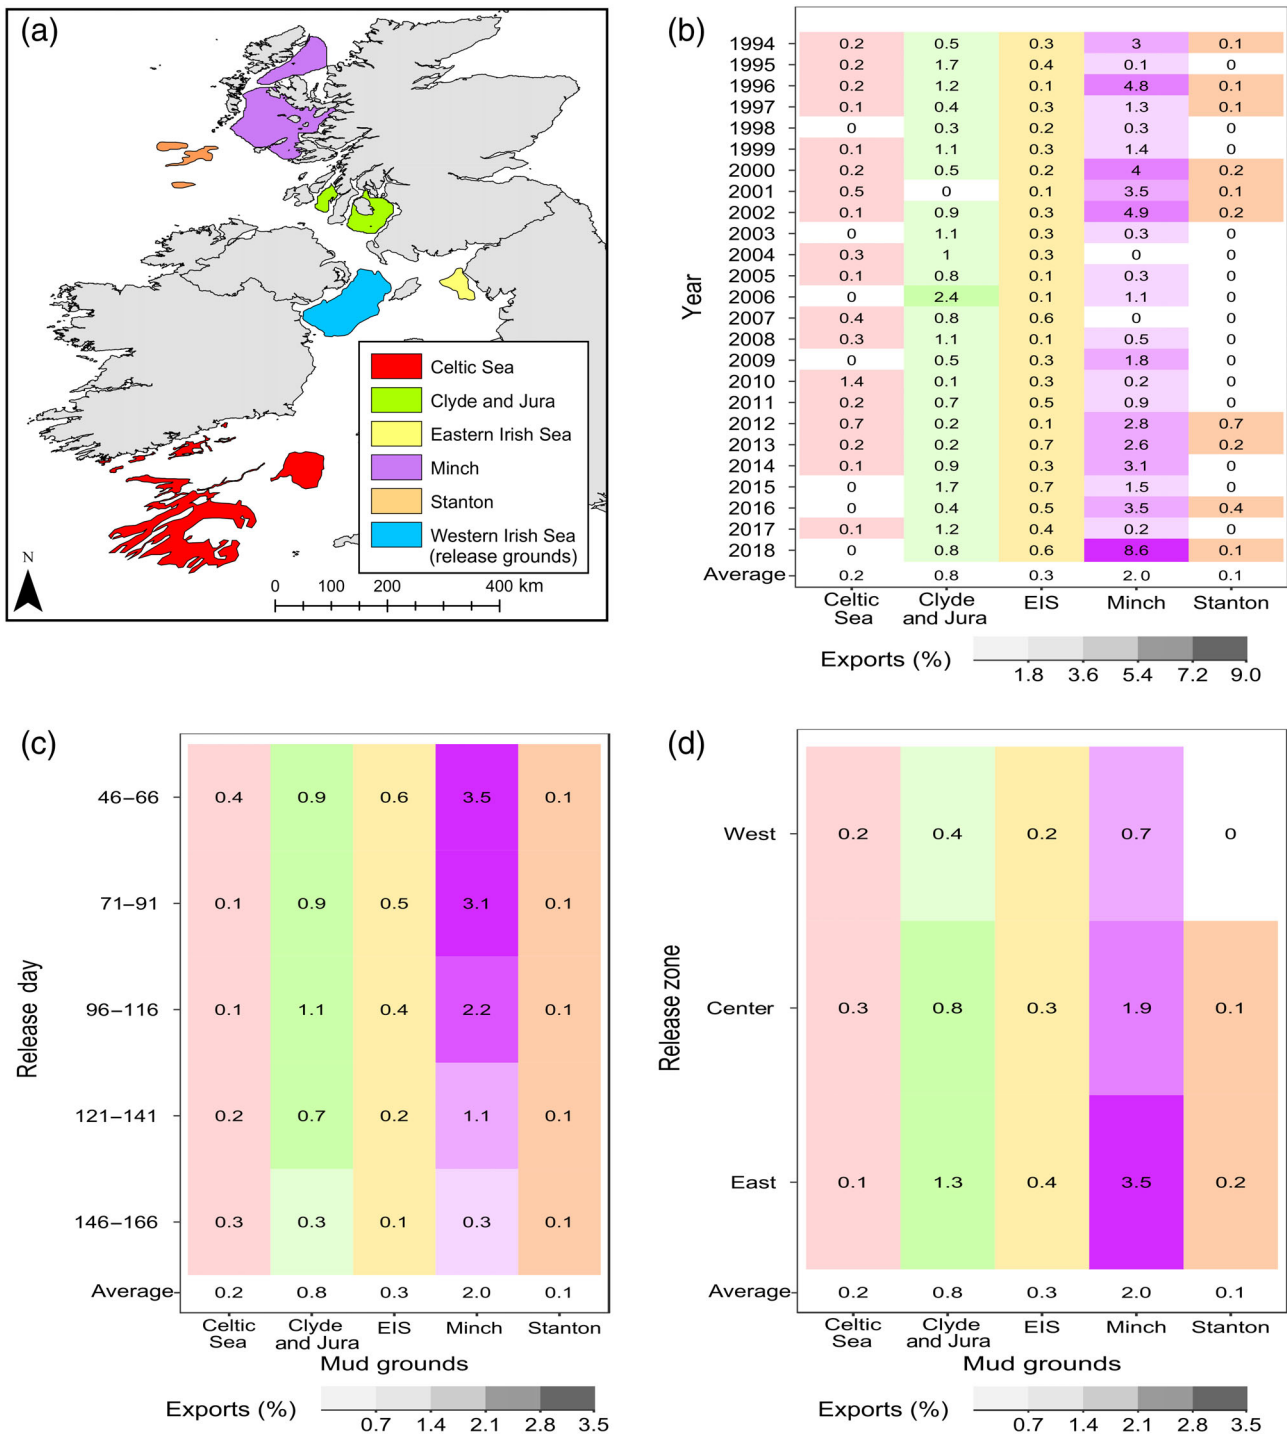 (a)
Celtic Sea
Clyde and Jura
Eastern Irish Sea
Minch
Stanton
Western Irish Sea
(release grounds)
N
0 100 200 400 km
(b)
Year
1994 0.2 0.5 0.3 3 0.1
1995 0.2 1.7 0.4 0.1 0
1996 0.2 1.2 0.1 4.8 0.1
1997 0.1 0.4 0.3 1.3 0.1
1998 0 0.3 0.2 0.3 0
1999 0.1 1.1 0.3 1.4 0
2000 0.2 0.5 0.2 4 0.2
2001 0.5 0 0.1 3.5 0.1
2002 0.1 0.9 0.3 4.9 0.2
2003 0 1.1 0.3 0.3 0
2004 0.3 1 0.3 0 0
2005 0.1 0.8 0.1 0.3 0
2006 0 2.4 0.1 1.1 0
2007 0.4 0.8 0.6 0 0
2008 0.3 1.1 0.1 0.5 0
2009 0 0.5 0.3 1.8 0
2010 1.4 0.1 0.3 0.2 0
2011 0.2 0.7 0.5 0.9 0
2012 0.7 0.2 0.1 2.8 0.7
2013 0.2 0.2 0.7 2.6 0.2
2014 0.1 0.9 0.3 3.1 0
2015 0 1.7 0.7 1.5 0
2016 0 0.4 0.5 3.5 0.4
2017 0.1 1.2 0.4 0.2 0
2018 0 0.8 0.6 8.6 0.1
Average 0.2 0.8 0.3 2.0 0.1
Celtic Clyde EIS Minch Stanton
Sea and Jura
Exports (%)
1.8 3.6 5.4 7.2 9.0
(c)
Release day
46–66 0.4 0.9 0.6 3.5 0.1
71–91 0.1 0.9 0.5 3.1 0.1
96–116 0.1 1.1 0.4 2.2 0.1
121–141 0.2 0.7 0.2 1.1 0.1
146–166 0.3 0.3 0.1 0.3 0.1
Average 0.2 0.8 0.3 2.0 0.1
Celtic Clyde EIS Minch Stanton
Sea and Jura
Mud grounds
Exports (%)
0.7 1.4 2.1 2.8 3.5
(d)
Release zone
West 0.2 0.4 0.2 0.7 0
Center 0.3 0.8 0.3 1.9 0.1
East 0.1 1.3 0.4 3.5 0.2
Average 0.2 0.8 0.3 2.0 0.1
Celtic Clyde EIS Minch Stanton
Sea and Jura
Mud grounds
Exports (%)
0.7 1.4 2.1 2.8 3.5